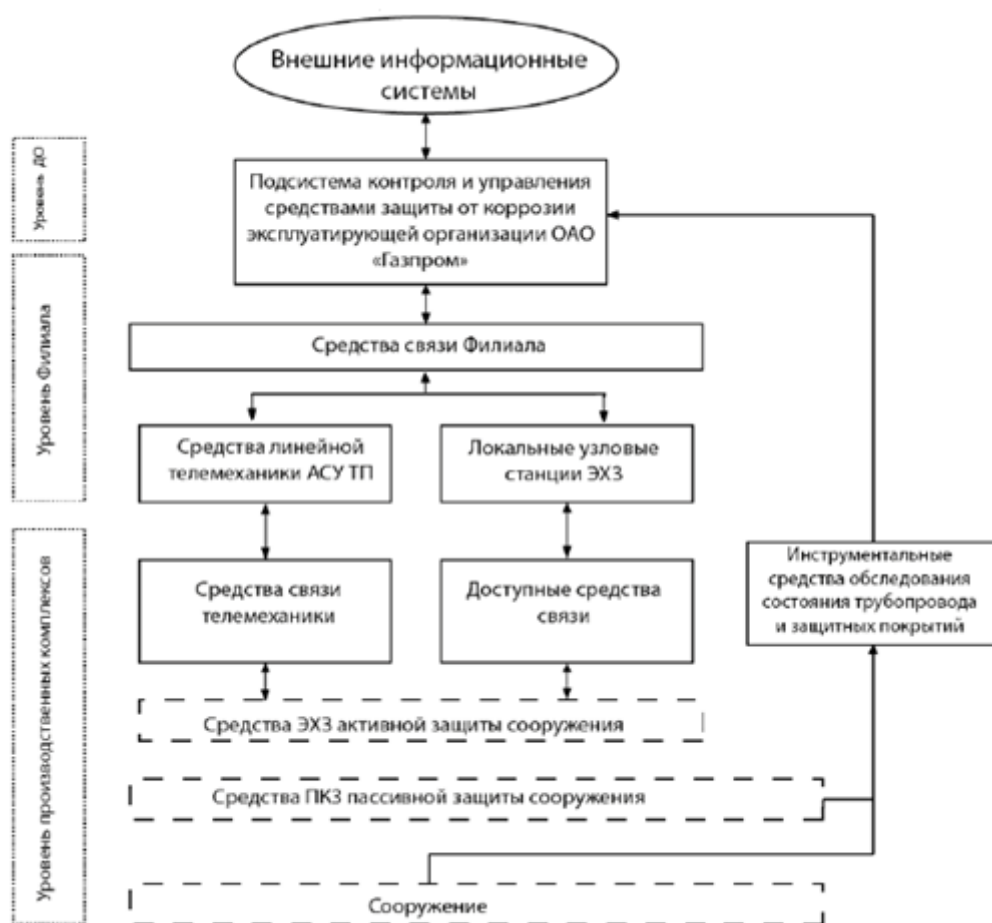 Внешние информационные
системы
Уровень ДО
Подсистема контроля и управления
средствами защиты от коррозии
эксплуатирующей организации ОАО
«Газпром»
Уровень Филиала
Средства связи Филиала
Средства линейной
телемеханики АСУ ТП
Локальные узловые
станции ЭХЗ
Уровень производственных комплексов
Средства связи
телемеханики
Доступные средства
связи
Инструментальные
средства обследования
состояния трубопровода
и защитных покрытий
Средства ЭХЗ активной защиты сооружения
Средства ПКЗ пассивной защиты сооружения
Сооружение